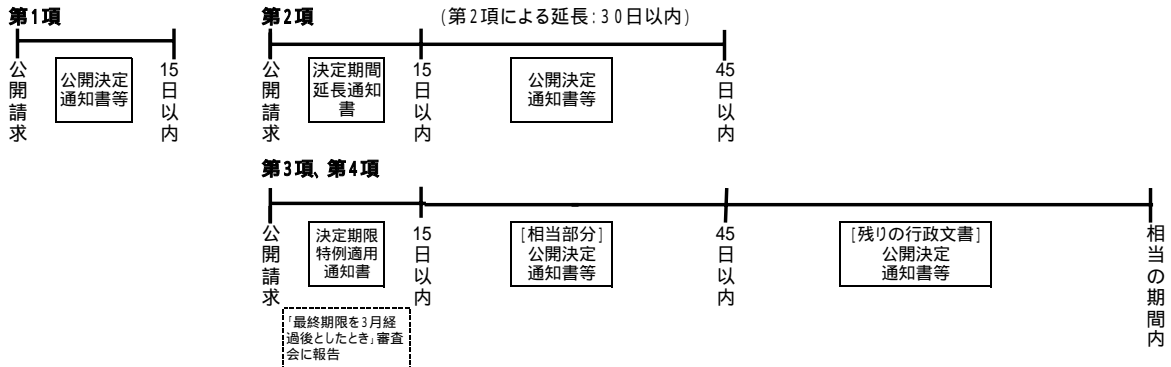 第1項
公開請求
公開決定
通知書等
15日以内
第2項
(第2項による延長:30日以内)
公開請求
決定期間
延長通知
書
15日以内
公開決定
通知書等
45日以内
第3項、第4項
公開請求
決定期限
特例適用
通知書
「最終期限を3月経
過後としたとき」審査
会に報告
15日以内
[相当部分]
公開決定
通知書等
45日以内
[残りの行政文書]
公開決定
通知書等
相当の期間内